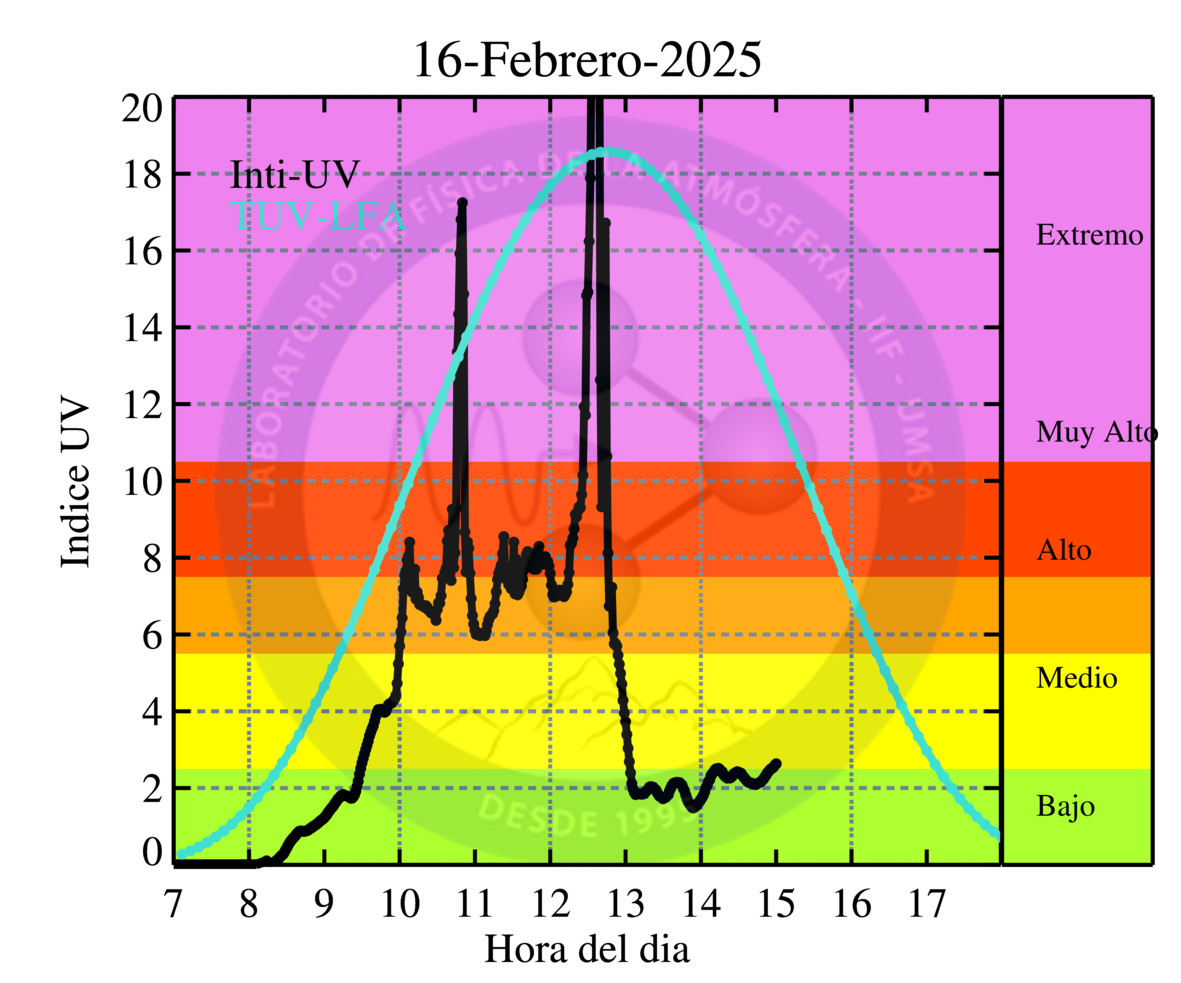 16-Febrero-2025
Inti-UV
TUV-LFA
LABORATORIO DE FÍSICA DE LA ATMÓSFERA - IIF - UMSA
DESDE 1995
Indice UV
20
18
16
14
12
10
8
6
4
2
0
Extremo
Muy Alto
Alto
Medio
Bajo
7 8 9 10 11 12 13 14 15 16 17
Hora del dia